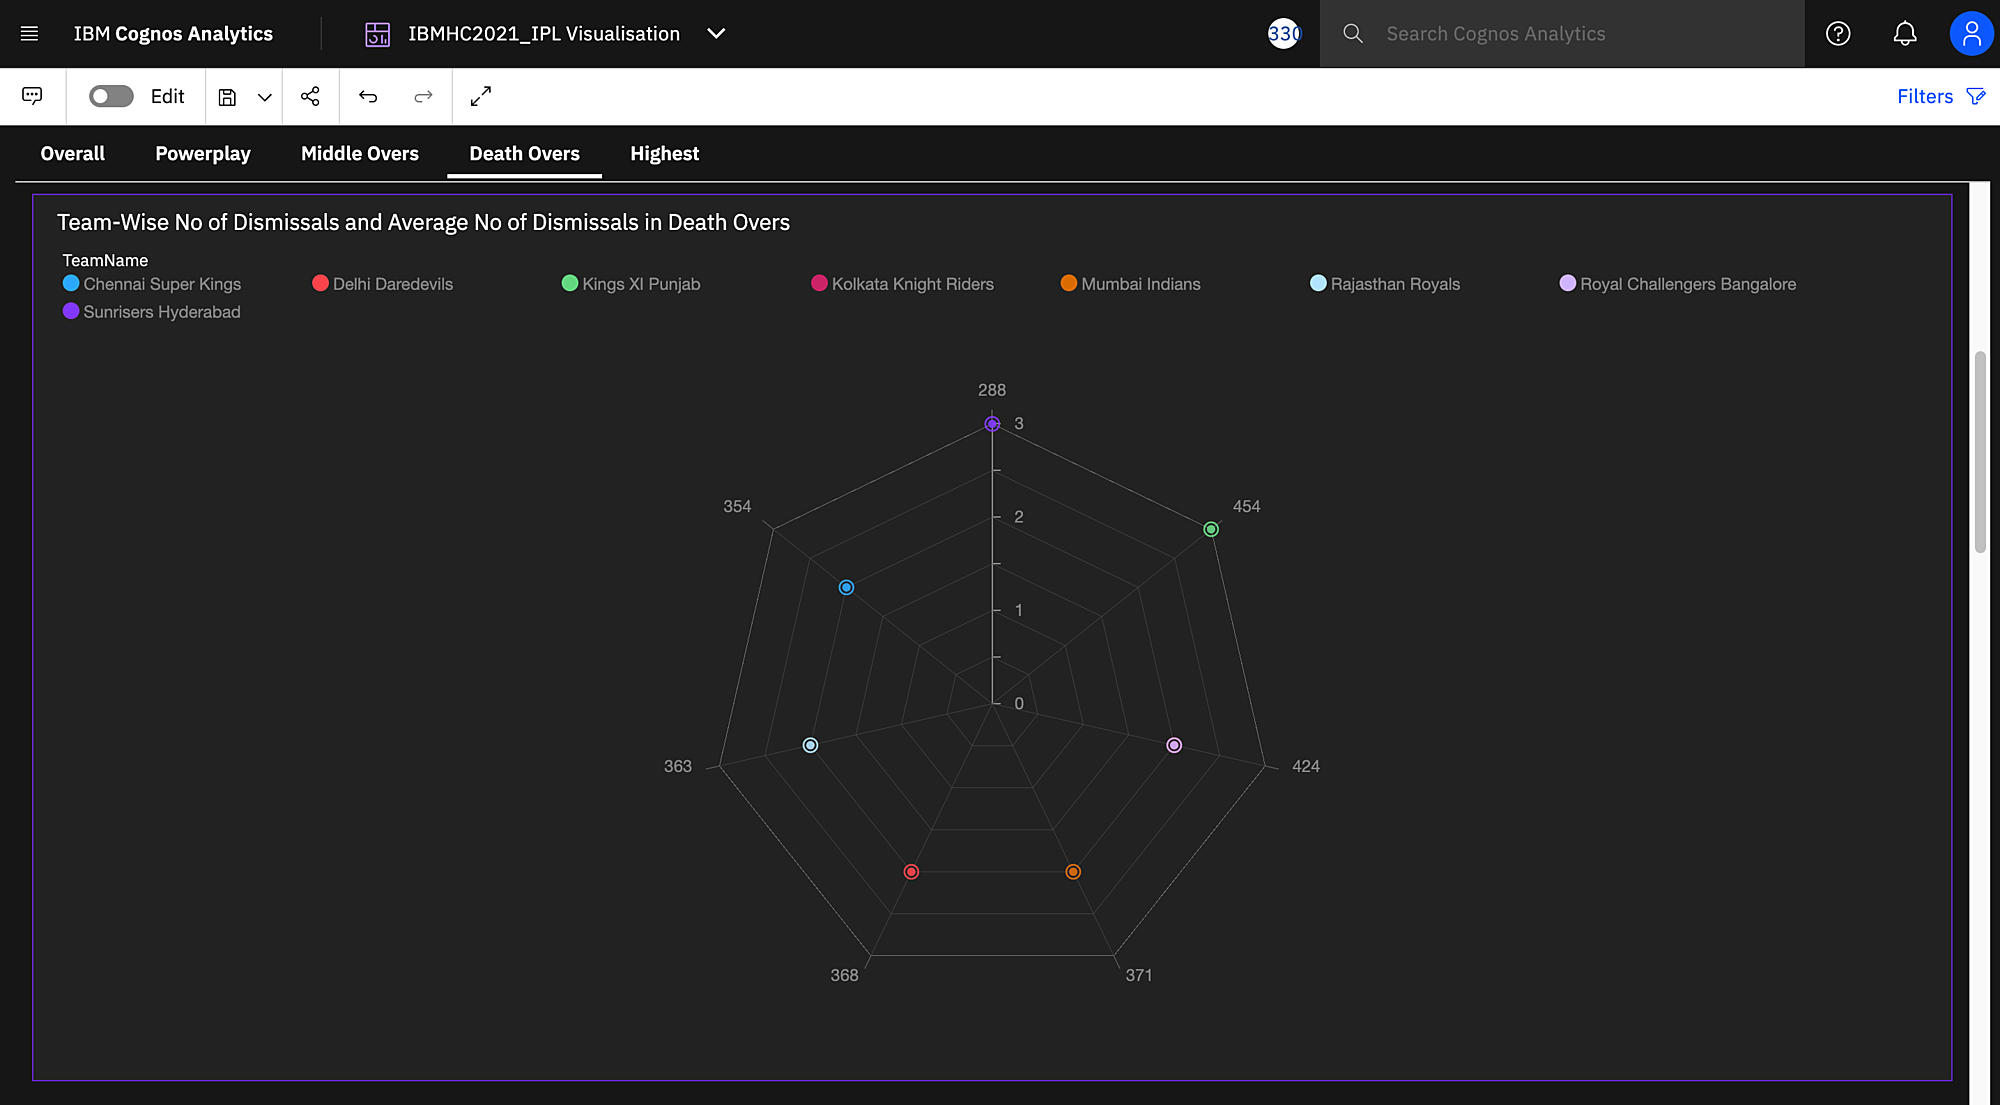 IBM Cognos Analytics
IBMHC2021_IPL Visualisation
330
Search Cognos Analytics
Edit
Filters
Overall
Powerplay
Middle Overs
Death Overs
Highest
Team-Wise No of Dismissals and Average No of Dismissals in Death Overs
TeamName
Chennai Super Kings
Delhi Daredevils
Kings XI Punjab
Kolkata Knight Riders
Mumbai Indians
Rajasthan Royals
Royal Challengers Bangalore
Sunrisers Hyderabad
288
3
354
454
2
1
0
363
424
368
371